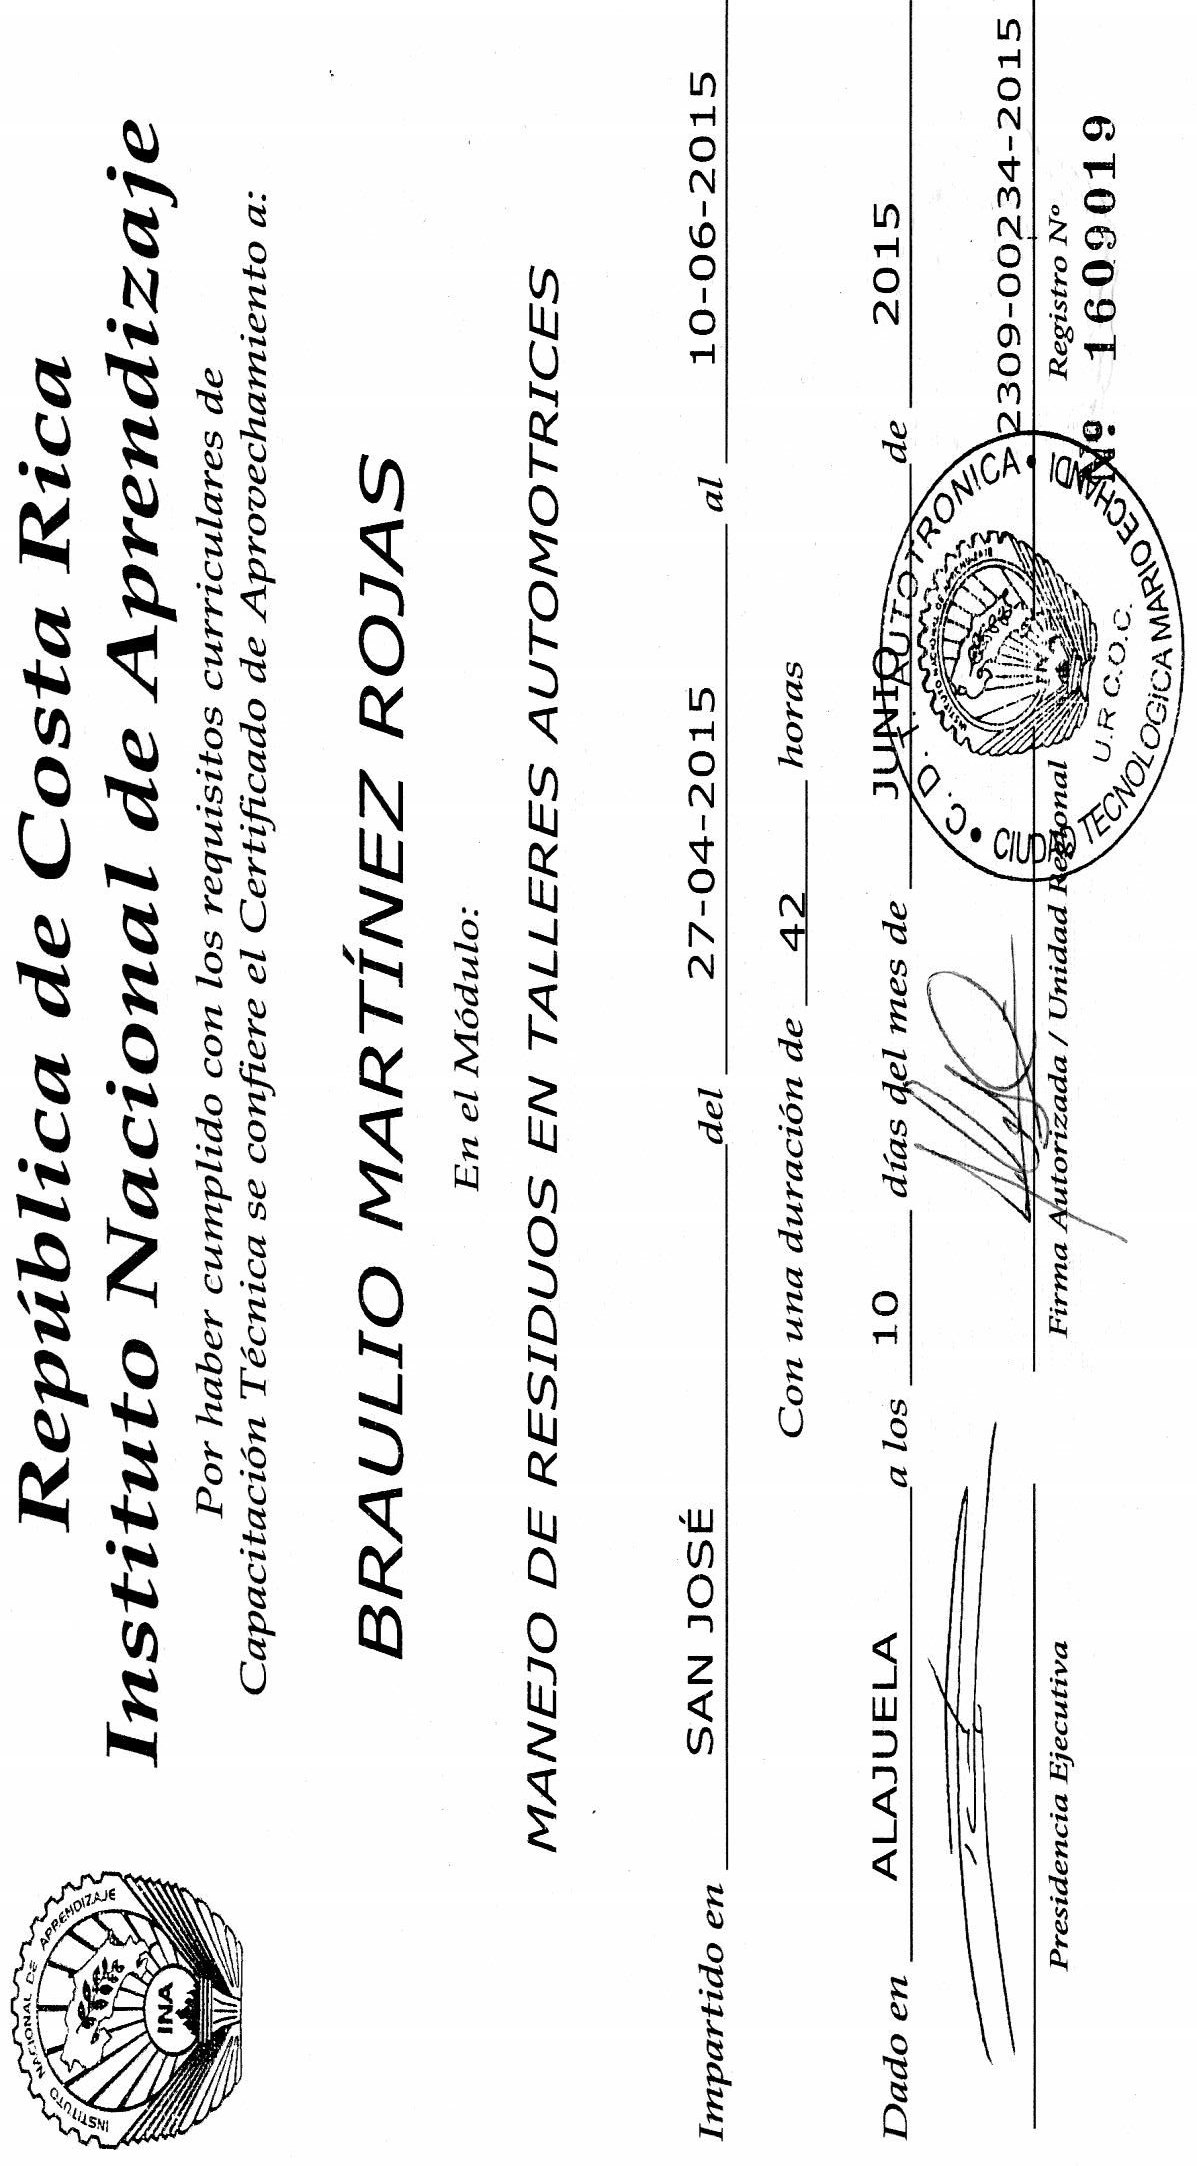 INSTITUTO NACIONAL DE APRENDIZAJE
INA
República de Costa Rica
Instituto Nacional de Aprendizaje
Por haber cumplido con los requisitos curriculares de
Capacitación Técnica se confiere el Certificado de Aprovechamiento a:
BRAULIO MARTÍNEZ ROJAS
En el Módulo:
MANEJO DE RESIDUOS EN TALLERES AUTOMOTRICES
Impartido en SAN JOSÉ del 27-04-2015 al 10-06-2015
Con una duración de 42 horas
Dado en ALAJUELA a los 10 días del mes de JUNIO de 2015
2309-00234-2015
Presidencia Ejecutiva
Firma Autorizada / Unidad Regional
Registro Nº
Nº: 1609019
C. D. T. AUTOTRONICA
U.R C.O.C.
CIUDAD TECNOLOGICA MARIO ECHANDI